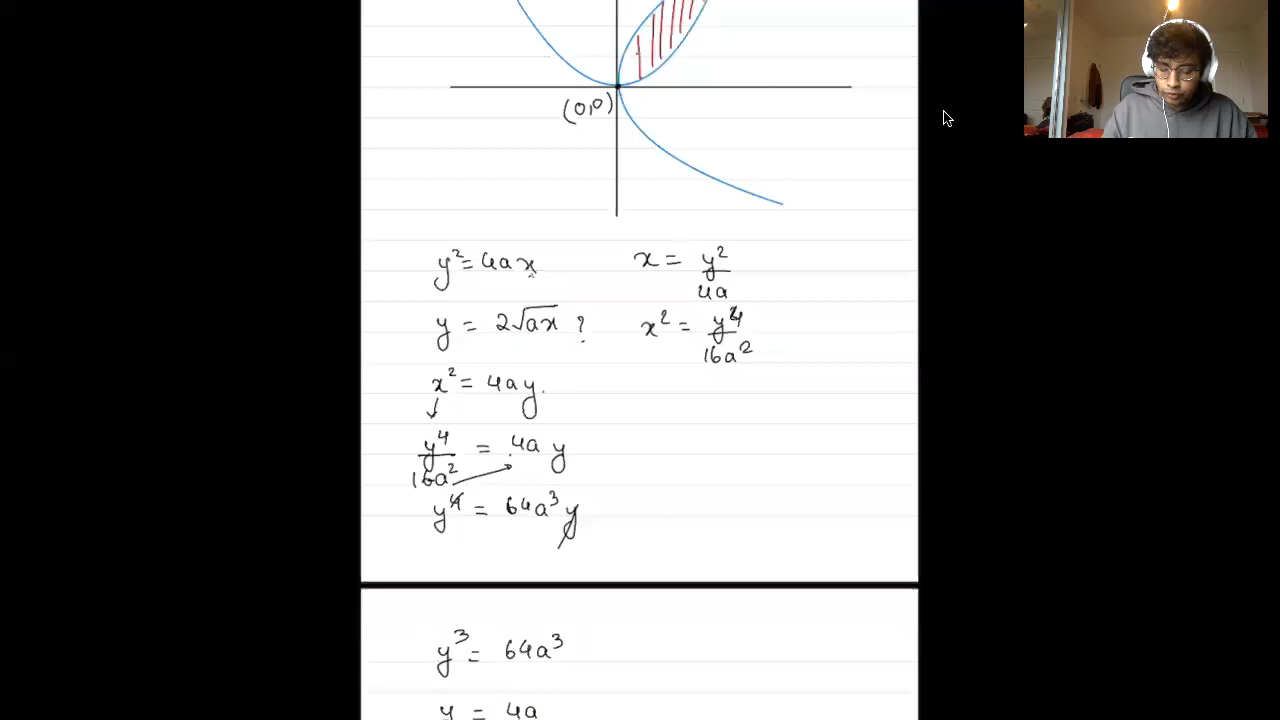 (0,0)
y² = 4ax    x = y²/4a
y = 2√ax ?    x² = y⁴/16a²
x² = 4ay.
y⁴/16a² = 4a y
y⁴ = 64a³y
y³ = 64a³
y = 4a